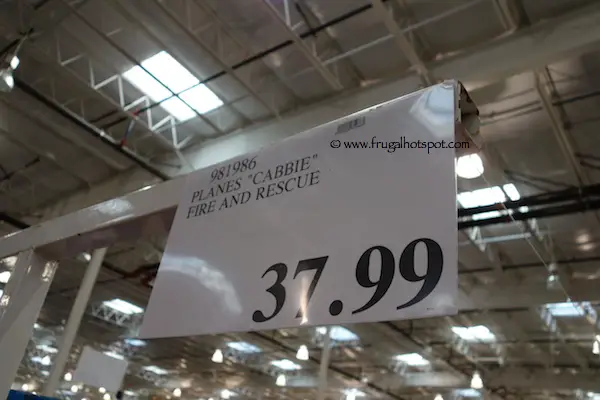 © www.frugalhotspot.com
981986
PLANES "CABBIE"
FIRE AND RESCUE
37.99